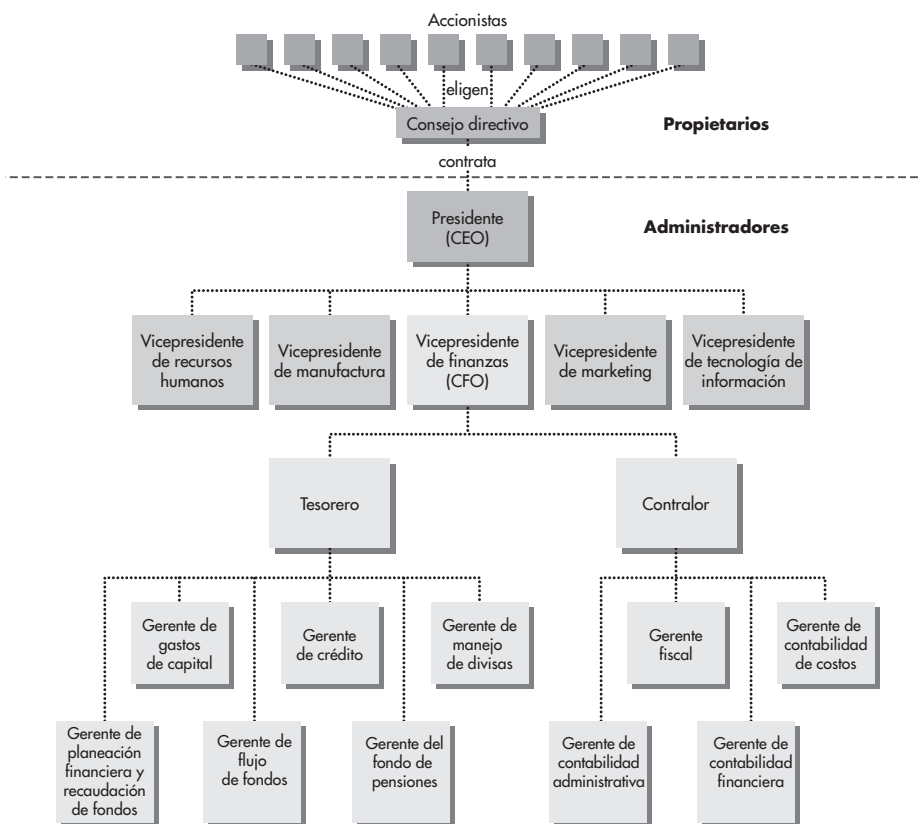 Accionistas
eligen
Consejo directivo
Propietarios
contrata
Presidente
(CEO)
Administradores
Vicepresidente
de recursos
humanos
Vicepresidente
de manufactura
Vicepresidente
de finanzas
(CFO)
Vicepresidente
de marketing
Vicepresidente
de tecnología de
información
Tesorero
Contralor
Gerente de
gastos
de capital
Gerente
de crédito
Gerente de
manejo
de divisas
Gerente
fiscal
Gerente de
contabilidad
de costos
Gerente de
planeación
financiera y
recaudación
de fondos
Gerente de
flujo
de fondos
Gerente del
fondo de
pensiones
Gerente de
contabilidad
administrativa
Gerente de
contabilidad
financiera